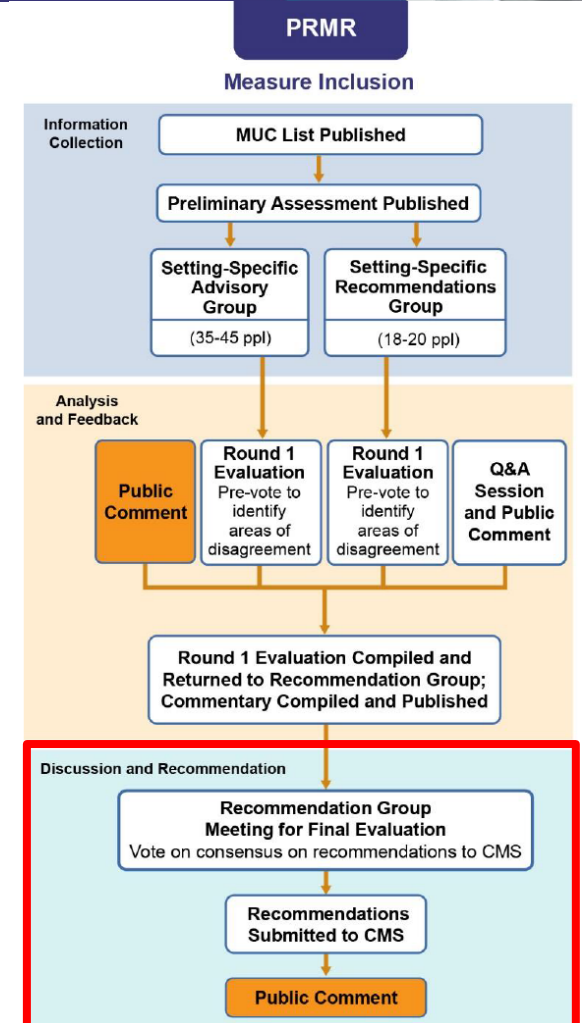 PRMR
Measure Inclusion
Information
Collection
MUC List Published
Preliminary Assessment Published
Setting-Specific
Advisory
Group
(35-45 ppl)
Setting-Specific
Recommendations
Group
(18-20 ppl)
Analysis
and Feedback
Public
Comment
Round 1
Evaluation
Pre-vote to
identify
areas of
disagreement
Round 1
Evaluation
Pre-vote to
identify
areas of
disagreement
Q&A
Session
and Public
Comment
Round 1 Evaluation Compiled and
Returned to Recommendation Group;
Commentary Compiled and Published
Discussion and Recommendation
Recommendation Group
Meeting for Final Evaluation
Vote on consensus on recommendations to CMS
Recommendations
Submitted to CMS
Public Comment